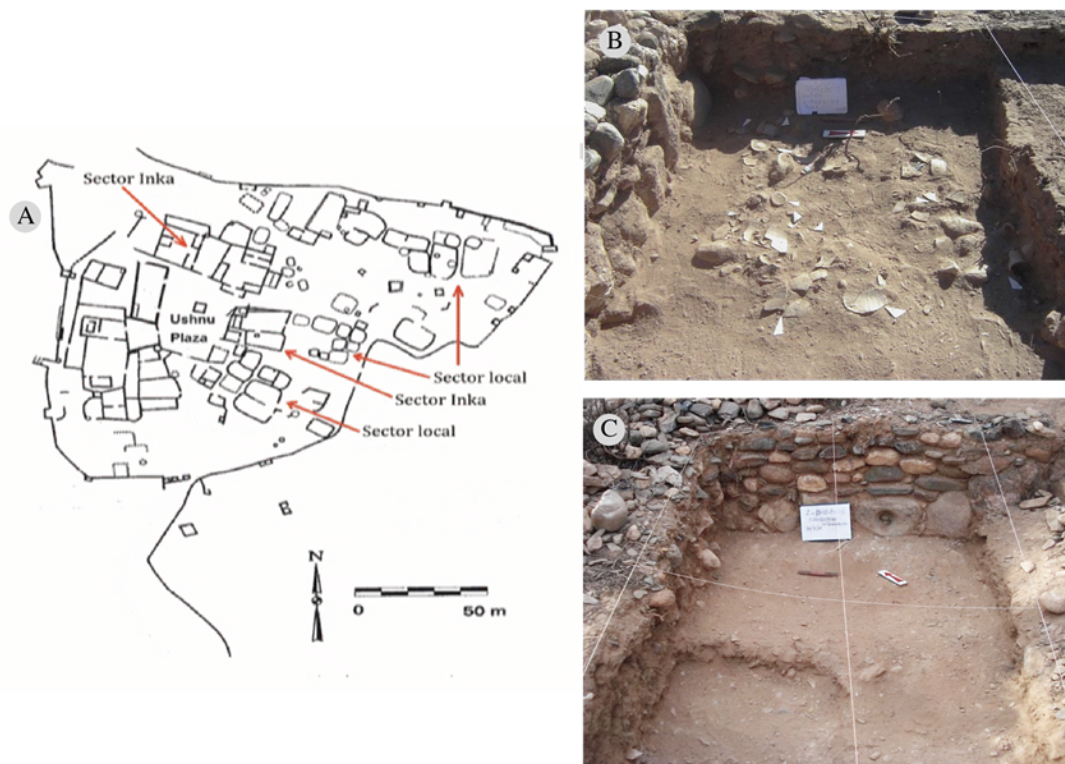 A
Sector Inka
Ushnu
Plaza
Sector local
Sector Inka
Sector local
N
0 50 m
B
C